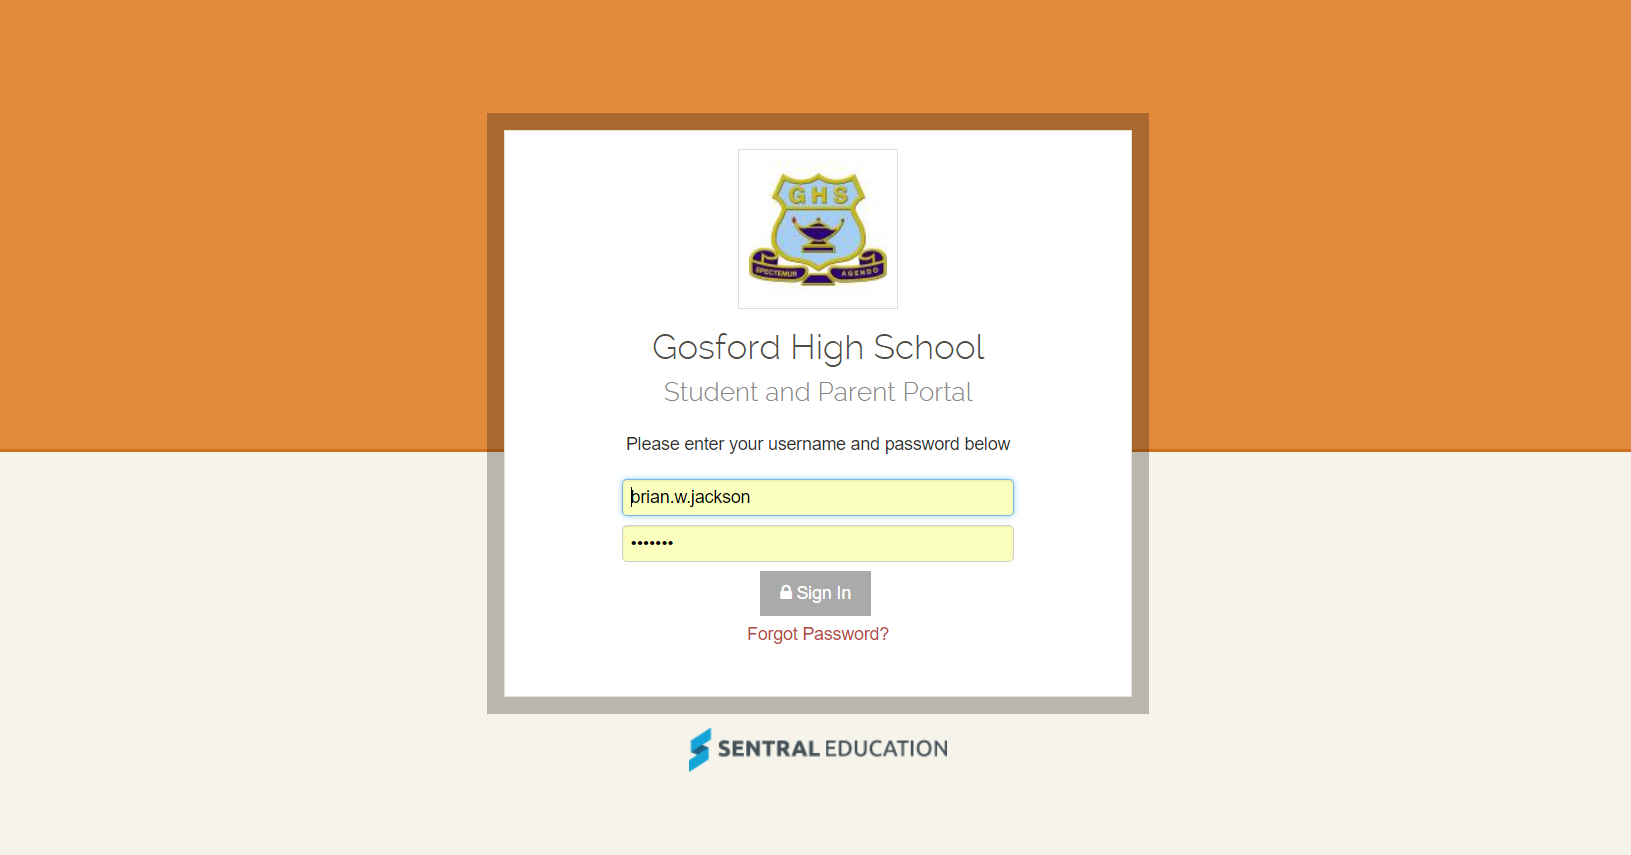 GHS
SPECTEMUR AGENDO
Gosford High School
Student and Parent Portal
Please enter your username and password below
brian.w.jackson
•••••••
Sign In
Forgot Password?
SENTRAL EDUCATION